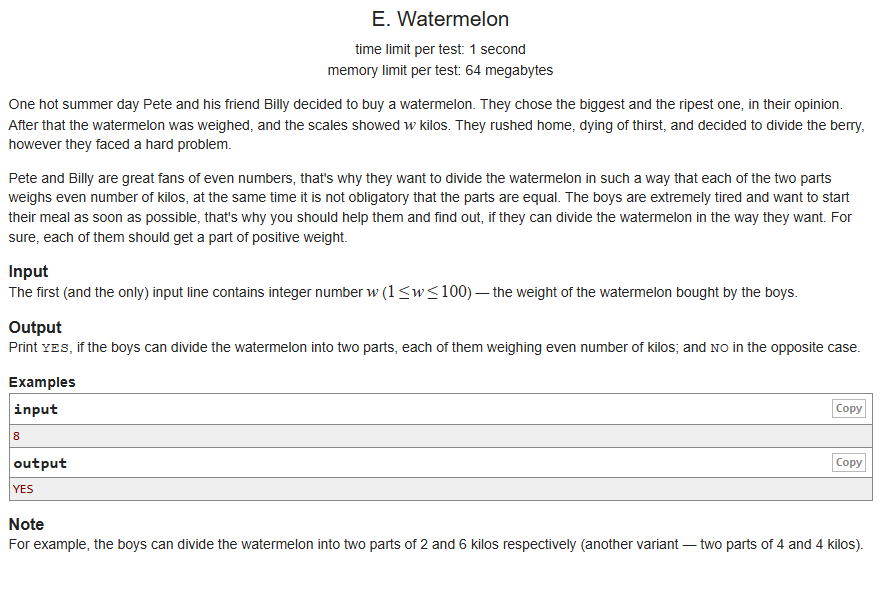 E. Watermelon
time limit per test: 1 second
memory limit per test: 64 megabytes
One hot summer day Pete and his friend Billy decided to buy a watermelon. They chose the biggest and the ripest one, in their opinion.
After that the watermelon was weighed, and the scales showed w kilos. They rushed home, dying of thirst, and decided to divide the berry,
however they faced a hard problem.
Pete and Billy are great fans of even numbers, that's why they want to divide the watermelon in such a way that each of the two parts
weighs even number of kilos, at the same time it is not obligatory that the parts are equal. The boys are extremely tired and want to start
their meal as soon as possible, that's why you should help them and find out, if they can divide the watermelon in the way they want. For
sure, each of them should get a part of positive weight.
Input
The first (and the only) input line contains integer number w (1 ≤ w ≤ 100) — the weight of the watermelon bought by the boys.
Output
Print YES, if the boys can divide the watermelon into two parts, each of them weighing even number of kilos; and NO in the opposite case.
Examples
input Copy
8
output Copy
YES
Note
For example, the boys can divide the watermelon into two parts of 2 and 6 kilos respectively (another variant — two parts of 4 and 4 kilos).